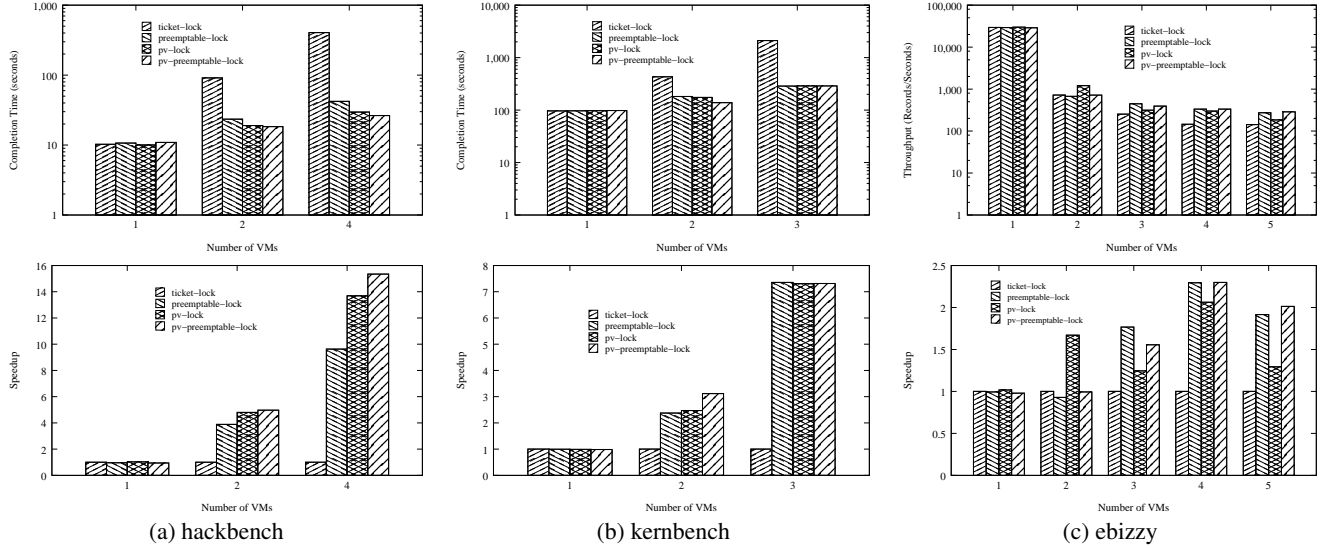 1,000
100
10
1
Completion Time (seconds)
ticket-lock
preemptable-lock
pv-lock
pv-preemptable-lock
1 2 4
Number of VMs
10,000
1,000
100
10
1
Completion Time (seconds)
ticket-lock
preemptable-lock
pv-lock
pv-preemptable-lock
1 2 3
Number of VMs
100,000
10,000
1,000
100
10
1
Throughput (Records/Seconds)
ticket-lock
preemptable-lock
pv-lock
pv-preemptable-lock
1 2 3 4 5
Number of VMs
16
14
12
10
8
6
4
2
0
Speedup
ticket-lock
preemptable-lock
pv-lock
pv-preemptable-lock
1 2 4
Number of VMs
(a) hackbench
8
7
6
5
4
3
2
1
0
Speedup
ticket-lock
preemptable-lock
pv-lock
pv-preemptable-lock
1 2 3
Number of VMs
(b) kernbench
2.5
2
1.5
1
0.5
0
Speedup
ticket-lock
preemptable-lock
pv-lock
pv-preemptable-lock
1 2 3 4 5
Number of VMs
(c) ebizzy